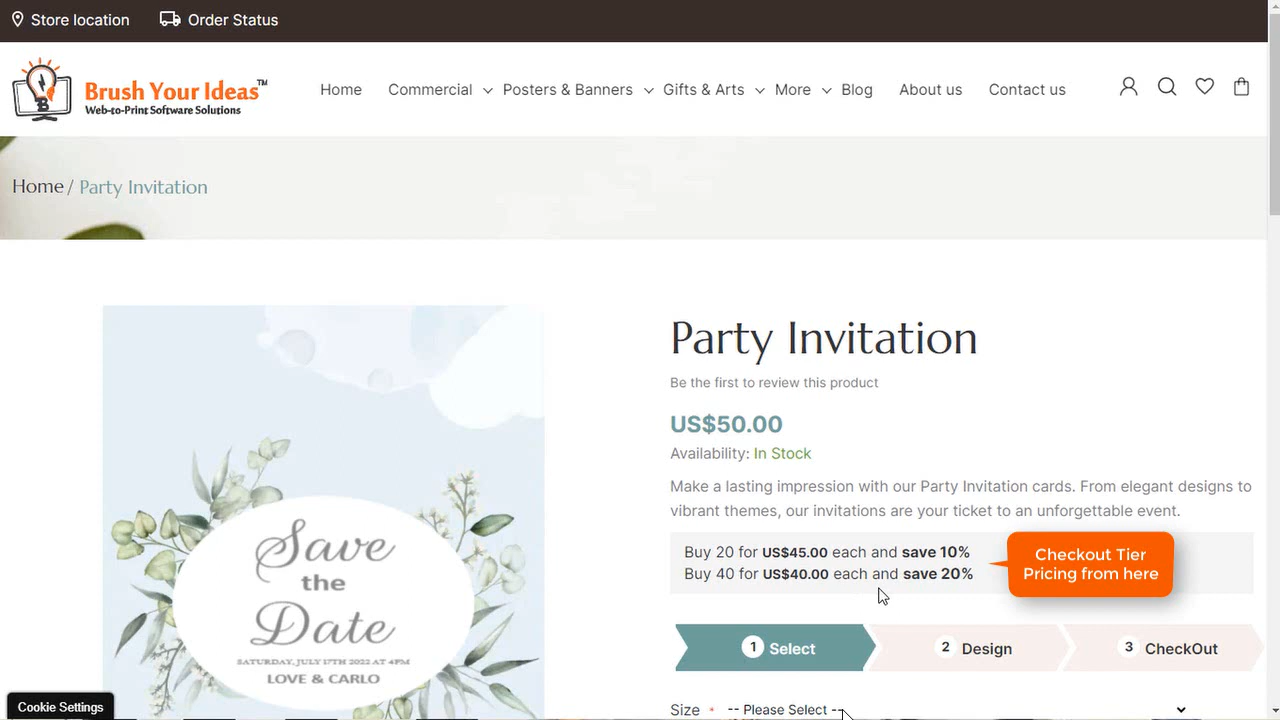 Store location Order Status
Brush Your Ideas™
Web-to-Print Software Solutions
Home Commercial Posters & Banners Gifts & Arts More Blog About us Contact us
Home / Party Invitation
Party Invitation
Be the first to review this product
US$50.00
Availability: In Stock
Make a lasting impression with our Party Invitation cards. From elegant designs to
vibrant themes, our invitations are your ticket to an unforgettable event.
Buy 20 for US$45.00 each and save 10%
Buy 40 for US$40.00 each and save 20%
Checkout Tier
Pricing from here
1 Select 2 Design 3 CheckOut
Size * -- Please Select --
Save
the
Date
SATURDAY, JULY 17TH 2022 AT 4PM
LOVE & CARLO
Cookie Settings